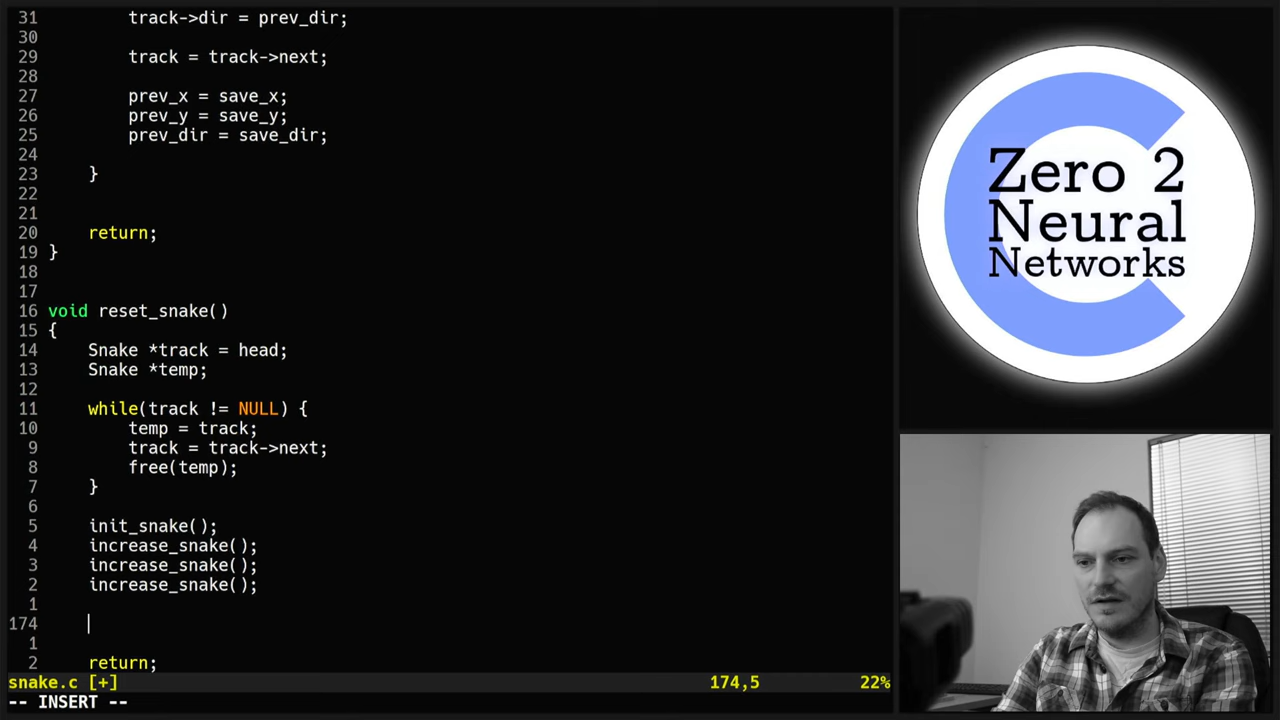 31 track->dir = prev_dir;
30
29 track = track->next;
28
27 prev_x = save_x;
26 prev_y = save_y;
25 prev_dir = save_dir;
24
23 }
22
21
20 return;
19 }
18
17
16 void reset_snake()
15 {
14 Snake *track = head;
13 Snake *temp;
12
11 while(track != NULL) {
10 temp = track;
9 track = track->next;
8 free(temp);
7 }
6
5 init_snake();
4 increase_snake();
3 increase_snake();
2 increase_snake();
1
174
1
2 return;
snake.c [+] 174,5 22%
-- INSERT --
Zero 2
Neural
Networks